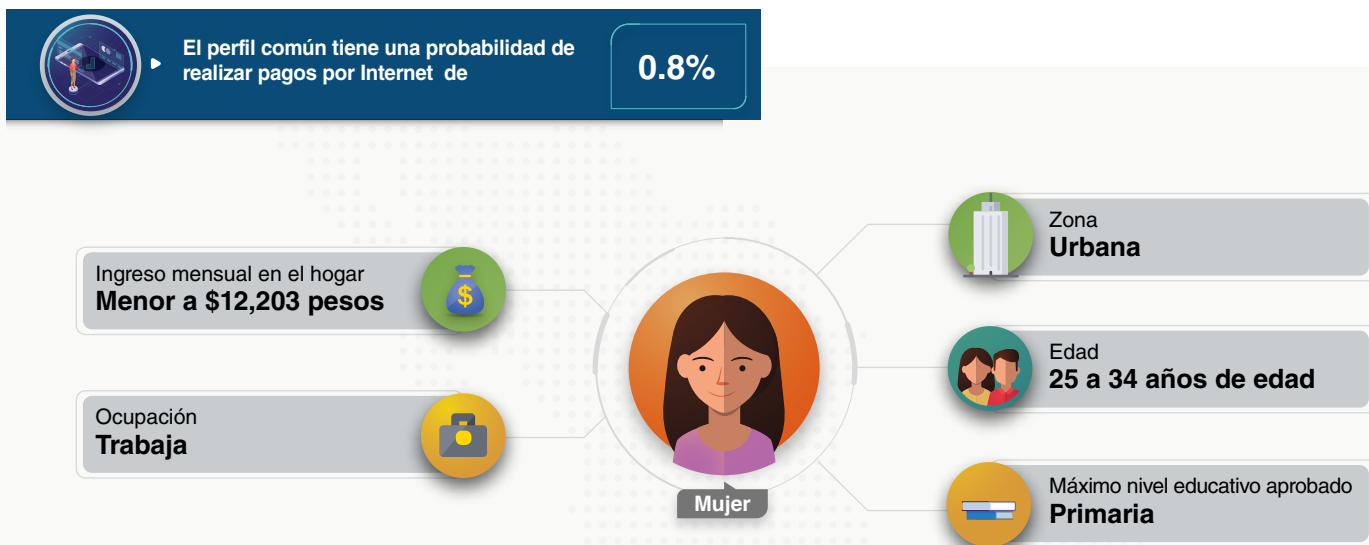 El perfil común tiene una probabilidad de
realizar pagos por Internet de
0.8%
Ingreso mensual en el hogar
Menor a $12,203 pesos
Ocupación
Trabaja
Mujer
Zona
Urbana
Edad
25 a 34 años de edad
Máximo nivel educativo aprobado
Primaria